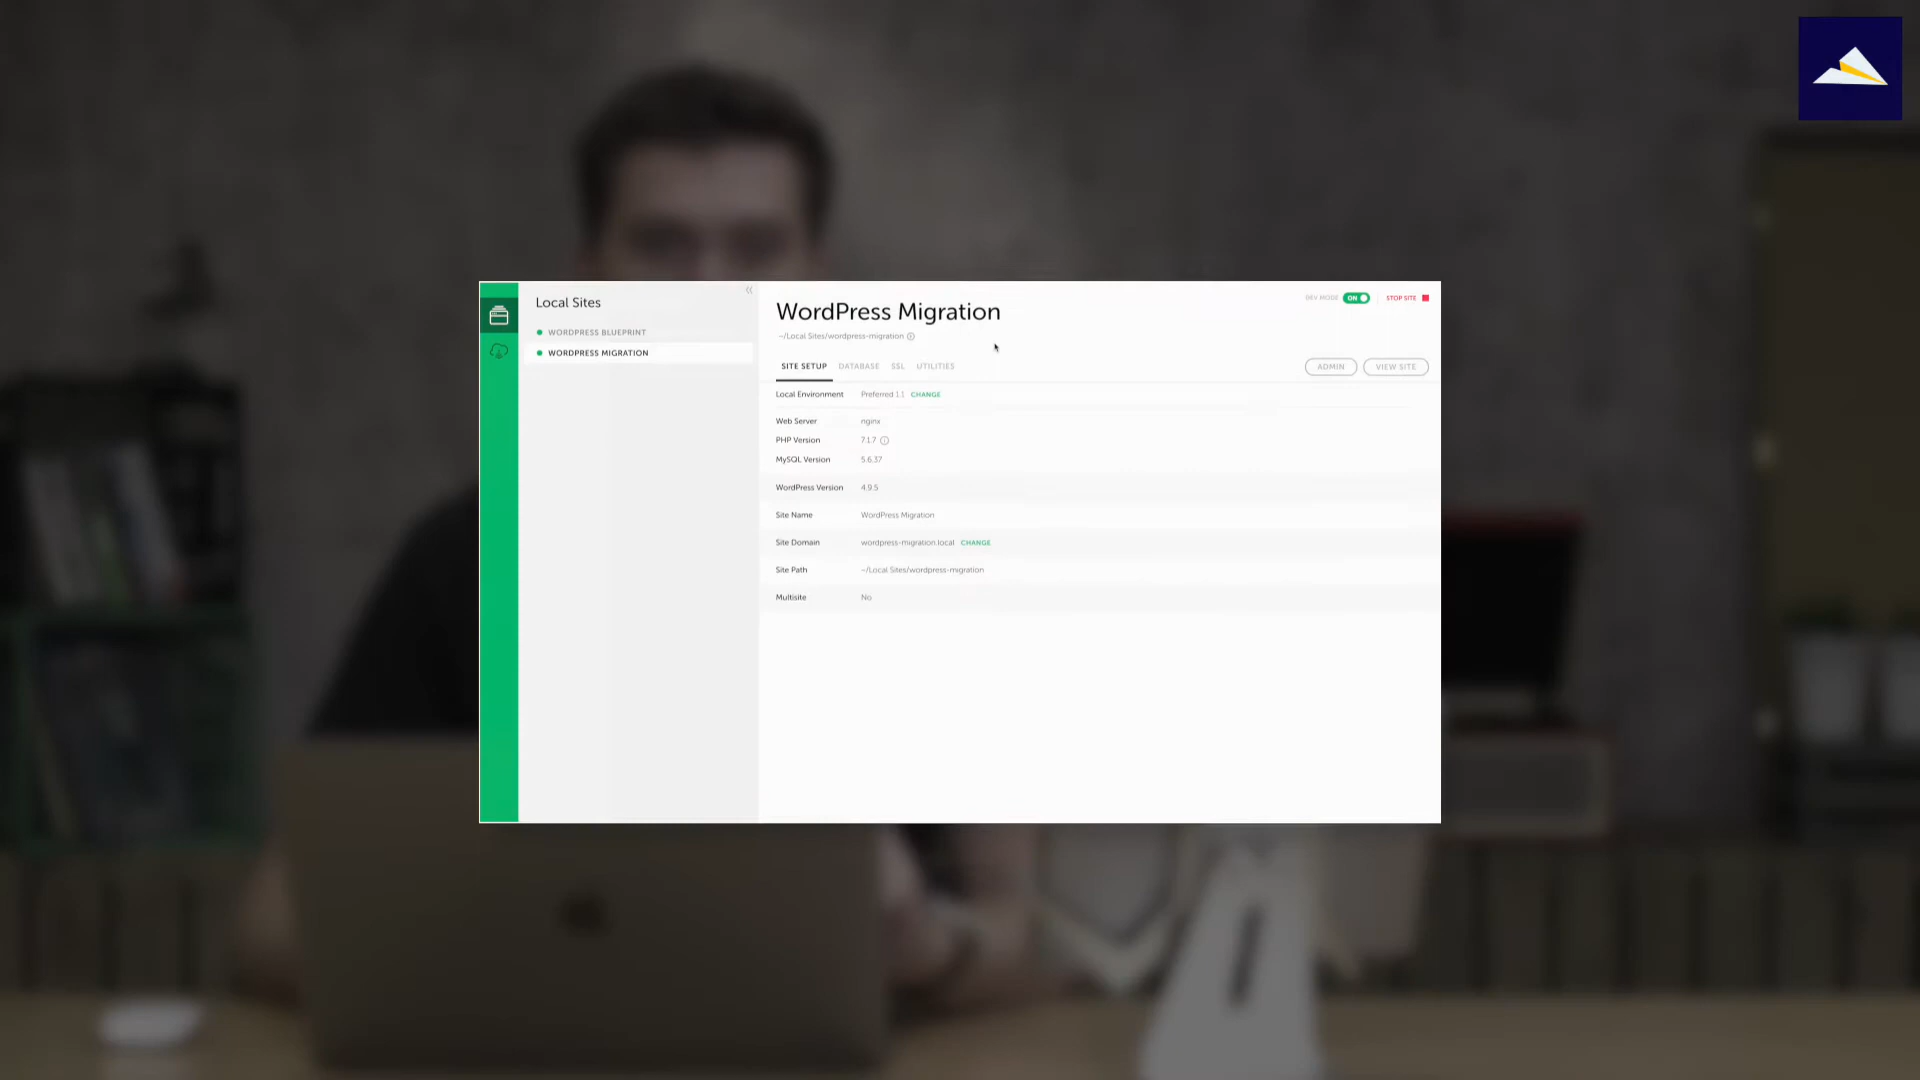 Local Sites
WORDPRESS BLUEPRINT
WORDPRESS MIGRATION
WordPress Migration
~/Local Sites/wordpress-migration
DEV MODE ON STOP SITE
SITE SETUP DATABASE SSL UTILITIES
ADMIN VIEW SITE
Local Environment Preferred 1.1 CHANGE
Web Server nginx
PHP Version 7.1.7
MySQL Version 5.6.37
WordPress Version 4.9.5
Site Name WordPress Migration
Site Domain wordpress-migration.local CHANGE
Site Path ~/Local Sites/wordpress-migration
Multisite No